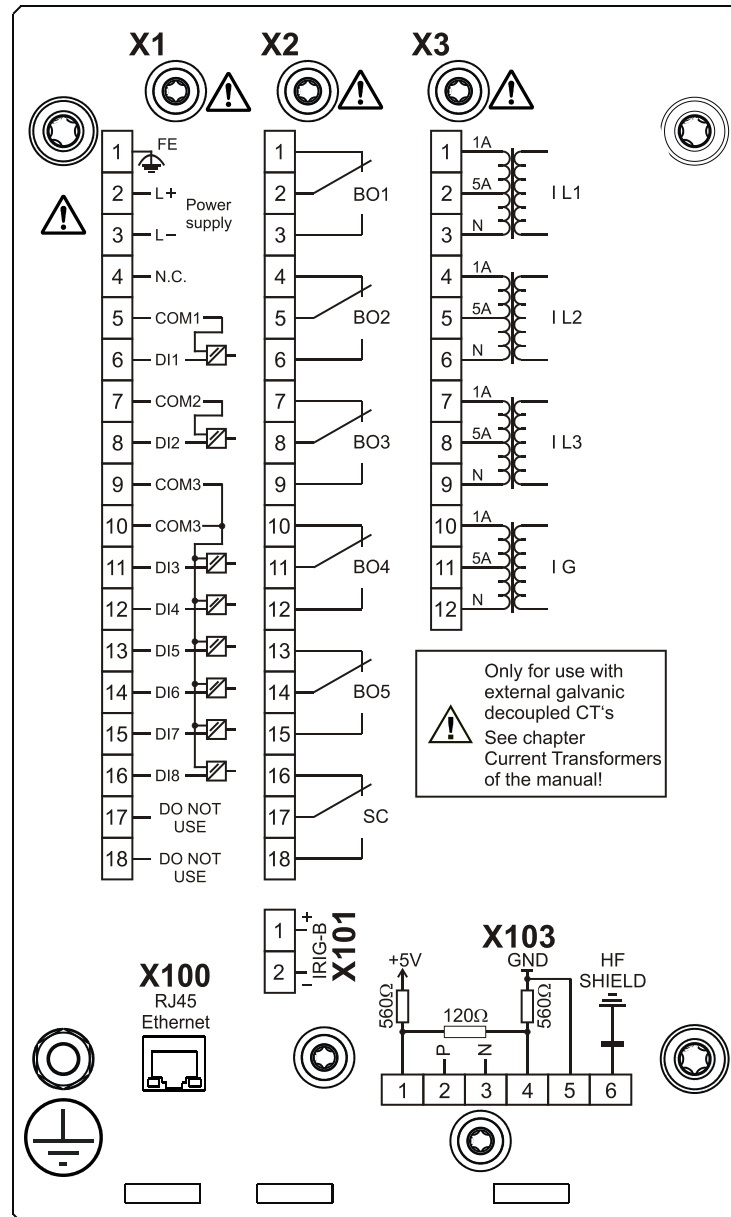 X1
X2
X3
1 FE
2 L+
Power
supply
3 L–
4 N.C.
5 COM1
6 DI1
7 COM2
8 DI2
9 COM3
10 COM3
11 DI3
12 DI4
13 DI5
14 DI6
15 DI7
16 DI8
17 DO NOT
USE
18 DO NOT
USE
1
2 BO1
3
4
5 BO2
6
7
8 BO3
9
10
11 BO4
12
13
14 BO5
15
16
17 SC
18
1 1A
2 5A I L1
3 N
4 1A
5 5A I L2
6 N
7 1A
8 5A I L3
9 N
10 1A
11 5A I G
12 N
Only for use with
external galvanic
decoupled CT‘s
See chapter
Current Transformers
of the manual!
1 +
2 –
IRIG-B
X101
X100
RJ45
Ethernet
X103
+5V
GND
HF
SHIELD
560Ω
120Ω
560Ω
P
N
1 2 3 4 5 6